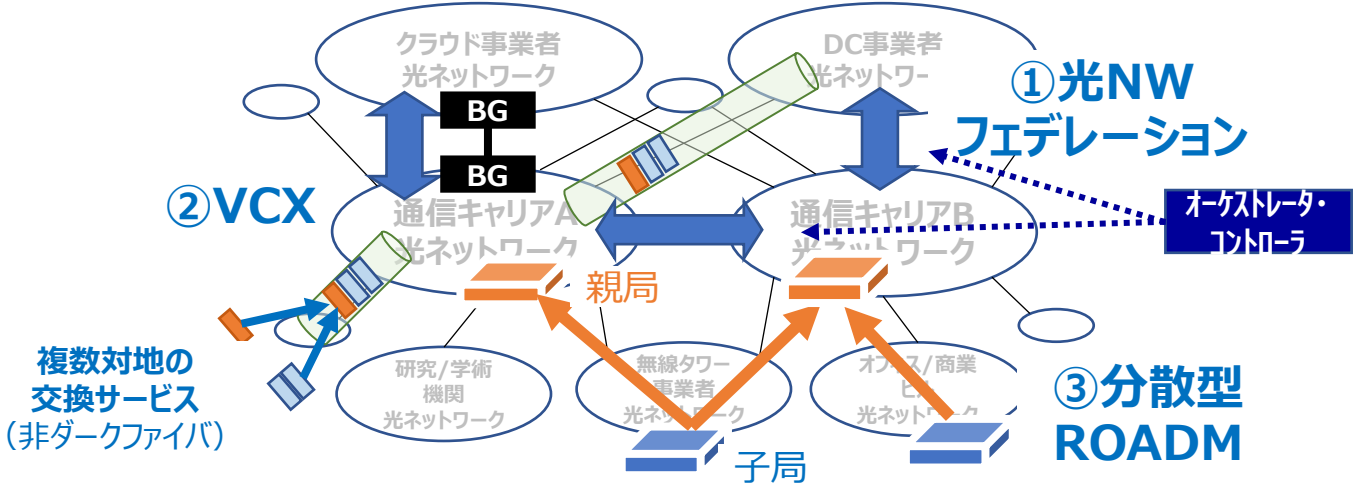 クラウド事業者
光ネットワーク
DC事業者
光ネットワーク
①光NW
フェデレーション
BG
BG
②VCX
通信キャリアA
光ネットワーク
通信キャリアB
光ネットワーク
オーケストレータ・
コントローラ
親局
複数対地の
交換サービス
（非ダークファイバ）
研究/学術
機関
光ネットワーク
無線タワー
事業者
光ネットワーク
オフィス/商業
ビル
光ネットワーク
③分散型
ROADM
子局